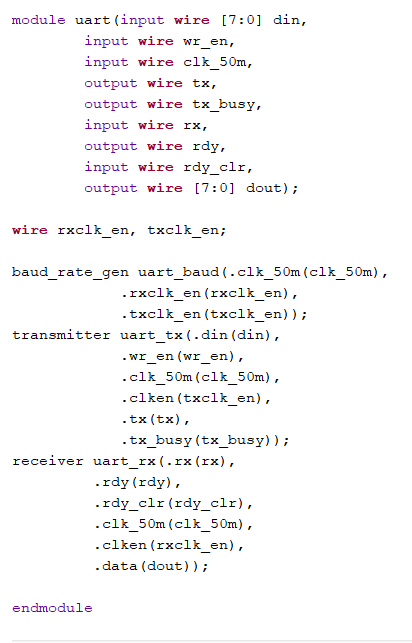 module uart(input wire [7:0] din,
input wire wr_en,
input wire clk_50m,
output wire tx,
output wire tx_busy,
input wire rx,
output wire rdy,
input wire rdy_clr,
output wire [7:0] dout);
wire rxclk_en, txclk_en;
baud_rate_gen uart_baud(.clk_50m(clk_50m),
.rxclk_en(rxclk_en),
.txclk_en(txclk_en));
transmitter uart_tx(.din(din),
.wr_en(wr_en),
.clk_50m(clk_50m),
.clken(txclk_en),
.tx(tx),
.tx_busy(tx_busy));
receiver uart_rx(.rx(rx),
.rdy(rdy),
.rdy_clr(rdy_clr),
.clk_50m(clk_50m),
.clken(rxclk_en),
.data(dout));
endmodule